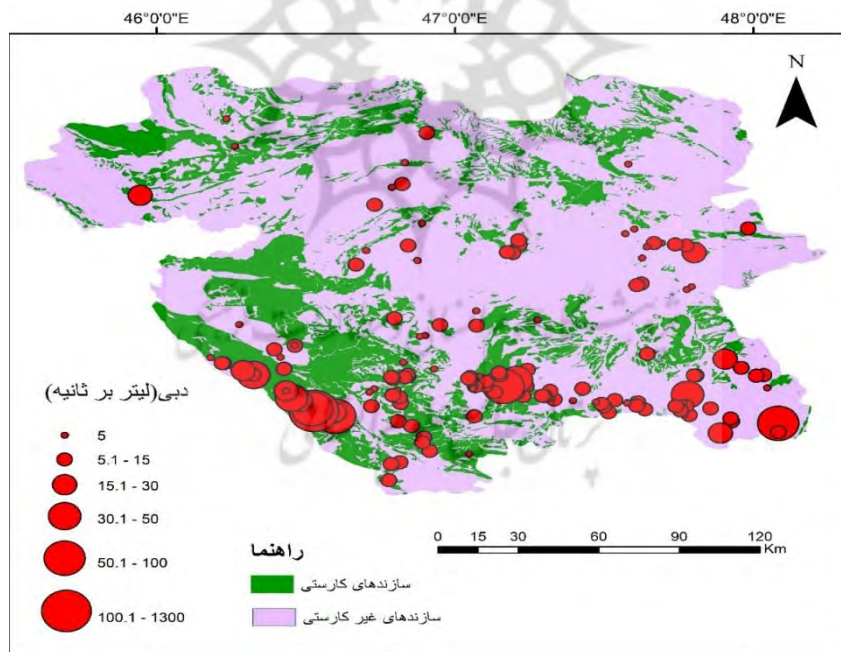 46°0'0"E 47°0'0"E 48°0'0"E
N
دبی(لیتر بر ثانیه)
5
5.1 - 15
15.1 - 30
30.1 - 50
50.1 - 100
100.1 - 1300
0 15 30 60 90 120
Km
راهنما
سازندهای کارستی
سازندهای غیر کارستی